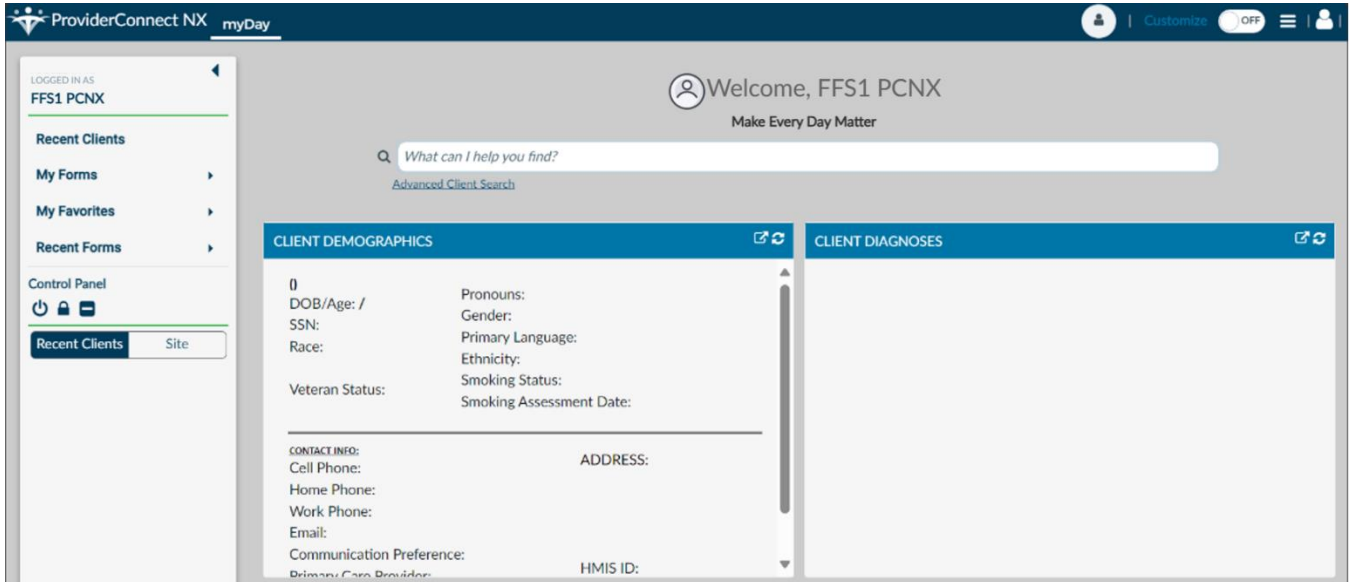 ProviderConnect NX myDay
Customize OFF
LOGGED IN AS
FFS1 PCNX
Recent Clients
My Forms
My Favorites
Recent Forms
Control Panel
Recent Clients Site
Welcome, FFS1 PCNX
Make Every Day Matter
What can I help you find?
Advanced Client Search
CLIENT DEMOGRAPHICS
()
DOB/Age: /
SSN:
Race:
Veteran Status:
Pronouns:
Gender:
Primary Language:
Ethnicity:
Smoking Status:
Smoking Assessment Date:
CONTACT INFO:
Cell Phone:
Home Phone:
Work Phone:
Email:
Communication Preference:
Primary Care Provider:
ADDRESS:
HMIS ID:
CLIENT DIAGNOSES